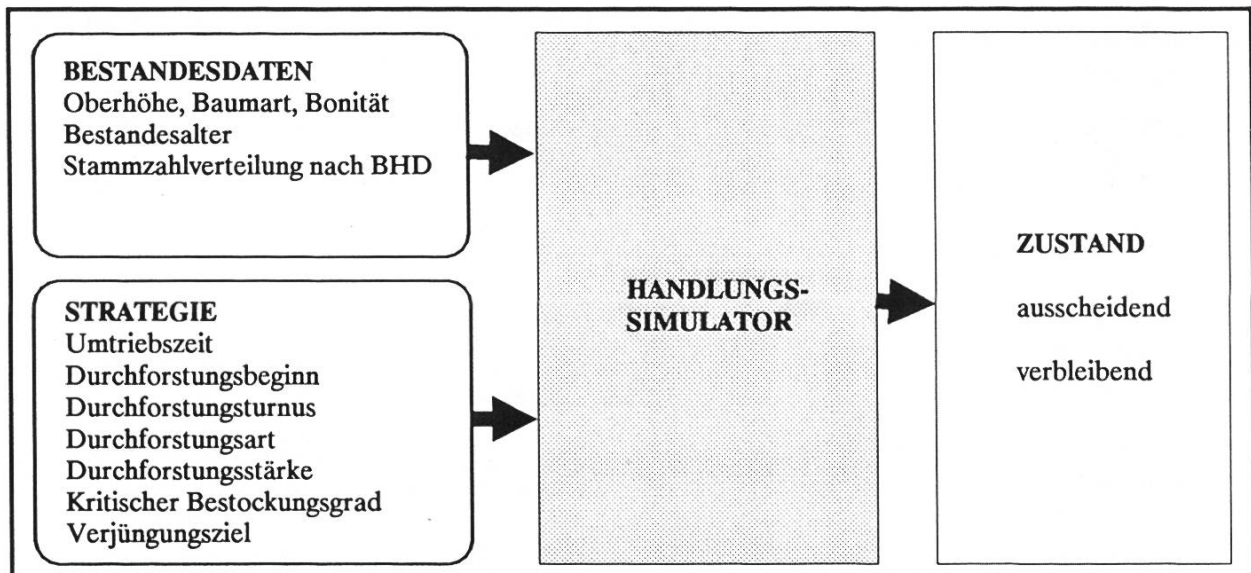 BESTANDESDATEN
Oberhöhe, Baumart, Bonität
Bestandesalter
Stammzahlverteilung nach BHD
STRATEGIE
Umtriebszeit
Durchforstungsbeginn
Durchforstungsturnus
Durchforstungsart
Durchforstungsstärke
Kritischer Bestockungsgrad
Verjüngungsziel
HANDLUNGS-
SIMULATOR
ZUSTAND
ausscheidend
verbleibend